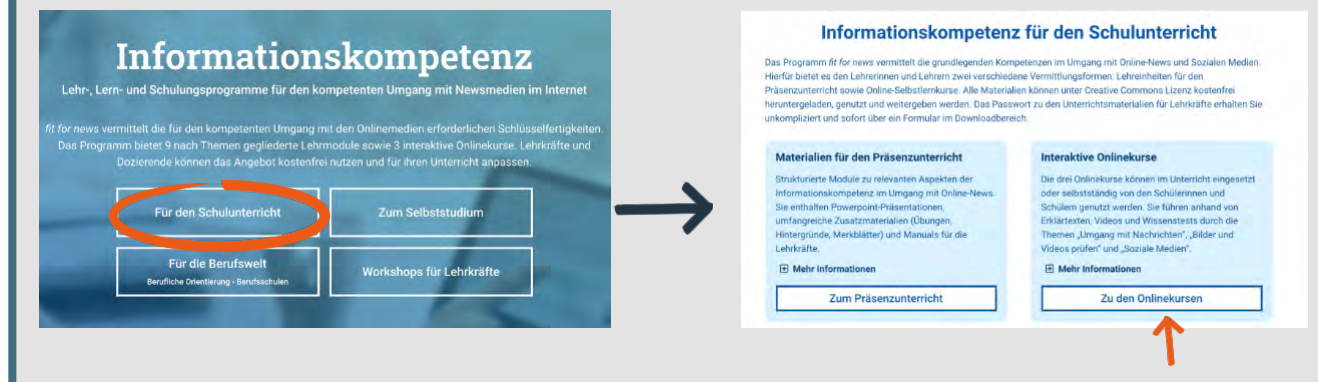 Informationskompetenz
Lehr-, Lern- und Schulungsprogramme für den kompetenten Umgang mit Newsmedien im Internet
fit for news vermittelt die für den kompetenten Umgang mit den Onlinemedien erforderlichen Schlüsselfertigkeiten.
Das Programm bietet 9 nach Themen gegliederte Lehrmodule sowie 3 interaktive Onlinekurse. Lehrkräfte und
Dozierende können das Angebot kostenfrei nutzen und für ihren Unterricht anpassen.
Für den Schulunterricht
Zum Selbststudium
Für die Berufswelt
Berufliche Orientierung - Berufsschulen
Workshops für Lehrkräfte
Informationskompetenz für den Schulunterricht
Das Programm fit for news vermittelt die grundlegenden Kompetenzen im Umgang mit Online-News und Sozialen Medien.
Hierfür bietet es den Lehrerinnen und Lehrern zwei verschiedene Vermittlungsformen: Lehreinheiten für den
Präsenzunterricht sowie Online-Selbstlernkurse. Alle Materialien können unter Creative Commons Lizenz kostenfrei
heruntergeladen, genutzt und weitergeben werden. Das Passwort zu den Unterrichtsmaterialien für Lehrkräfte erhalten Sie
unkompliziert und sofort über ein Formular im Downloadbereich.
Materialien für den Präsenzunterricht
Strukturierte Module zu relevanten Aspekten der
Informationskompetenz im Umgang mit Online-News.
Sie enthalten Powerpoint-Präsentationen,
umfangreiche Zusatzmaterialien (Übungen,
Hintergründe, Merkblätter) und Manuals für die
Lehrkräfte.
Mehr Informationen
Zum Präsenzunterricht
Interaktive Onlinekurse
Die drei Onlinekurse können im Unterricht eingesetzt
oder selbstständig von den Schülerinnen und
Schülern genutzt werden. Sie führen anhand von
Erklärtexten, Videos und Wissenstests durch die
Themen „Umgang mit Nachrichten", „Bilder und
Videos prüfen" und „Soziale Medien".
Mehr Informationen
Zu den Onlinekursen